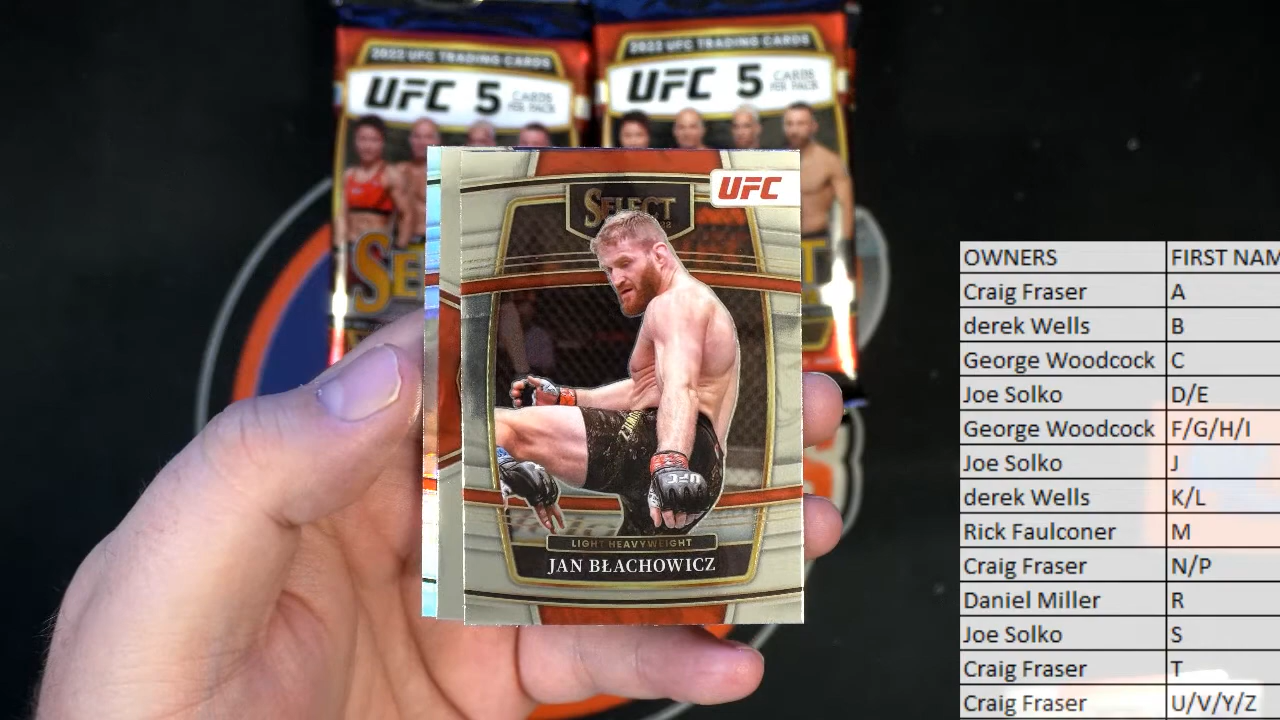 2022 UFC TRADING CARDS
UFC 5 CARDS PER PACK
2022 UFC TRADING CARDS
UFC 5 CARDS PER PACK
UFC
SELECT
LIGHT HEAVYWEIGHT
JAN BŁACHOWICZ
UFC
OWNERS FIRST NAM
Craig Fraser A
derek Wells B
George Woodcock C
Joe Solko D/E
George Woodcock F/G/H/I
Joe Solko J
derek Wells K/L
Rick Faulconer M
Craig Fraser N/P
Daniel Miller R
Joe Solko S
Craig Fraser T
Craig Fraser U/V/Y/Z